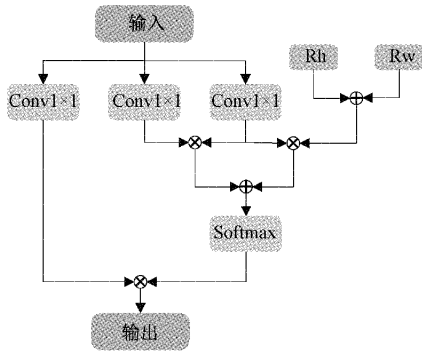 输入
Rh
Rw
Conv1×1
Conv1×1
Conv1×1
Softmax
输出